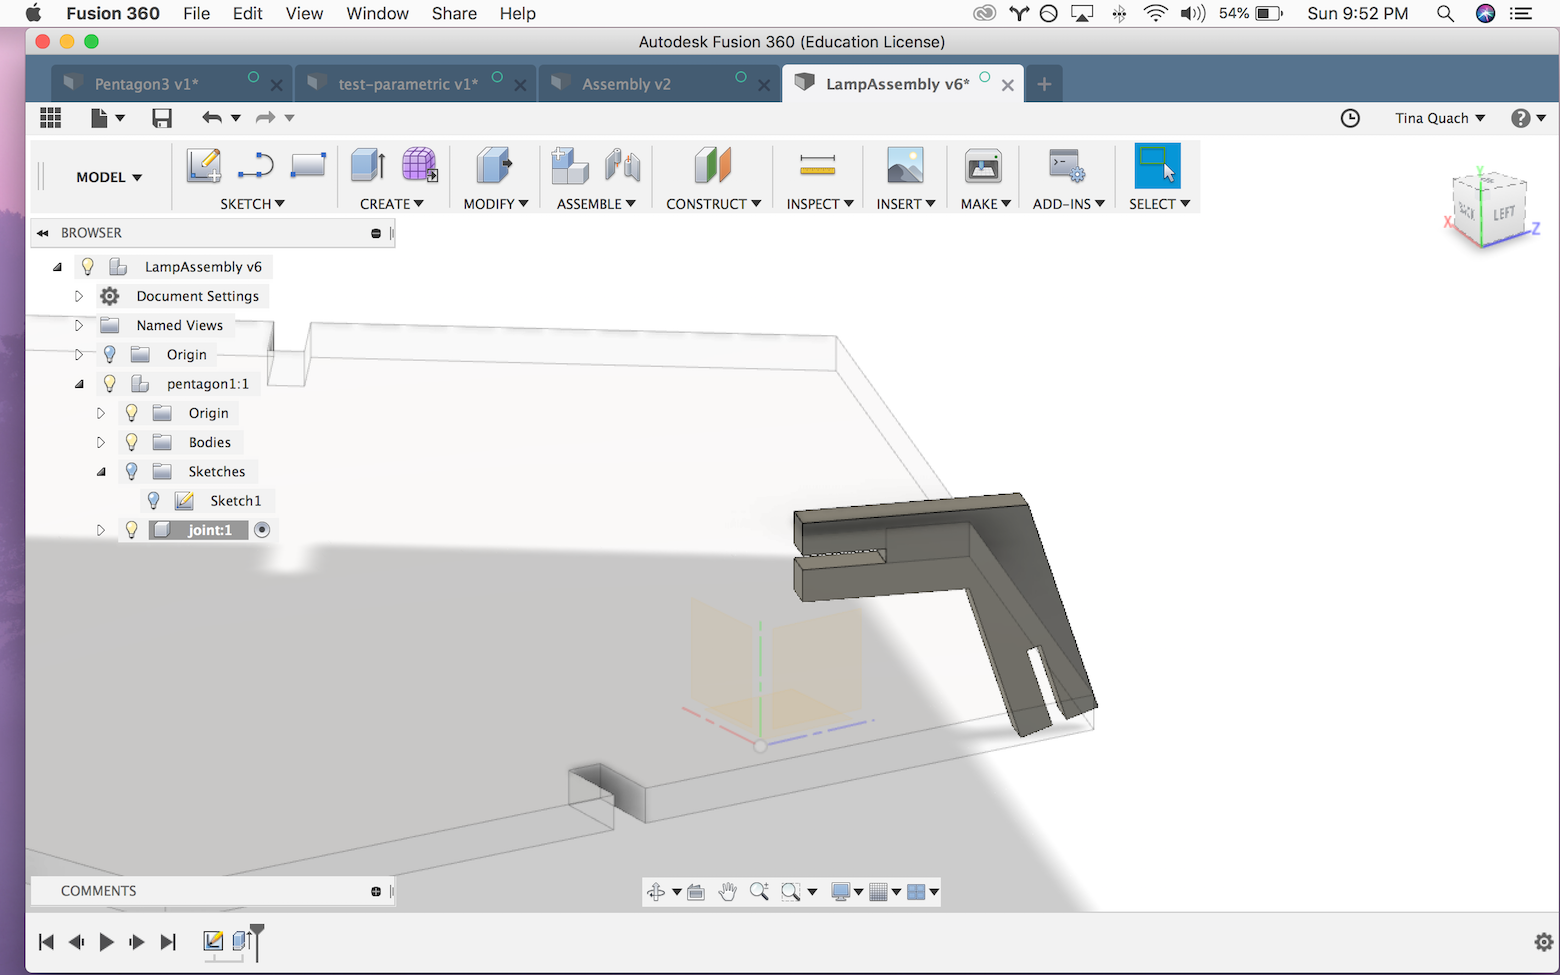 Fusion 360 File Edit View Window Share Help 54% Sun 9:52 PM
Autodesk Fusion 360 (Education License)
Pentagon3 v1* test-parametric v1* Assembly v2 LampAssembly v6*
Tina Quach
MODEL
SKETCH CREATE MODIFY ASSEMBLE CONSTRUCT INSPECT INSERT MAKE ADD-INS SELECT
Y
BACK LEFT
X Z
BROWSER
LampAssembly v6
Document Settings
Named Views
Origin
pentagon1:1
Origin
Bodies
Sketches
Sketch1
joint:1
COMMENTS